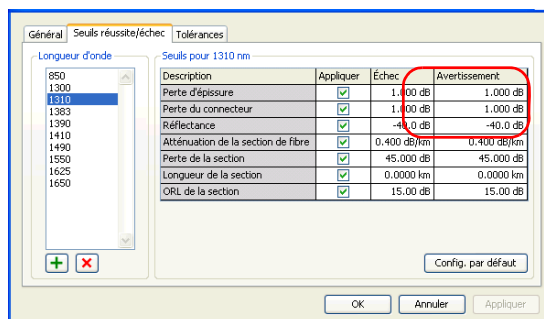 Général Seuils réussite/échec Tolérances
Longueur d'onde
850
1300
1310
1383
1390
1410
1490
1550
1625
1650
Seuils pour 1310 nm
Description Appliquer Échec Avertissement
Perte d'épissure 1.000 dB 1.000 dB
Perte du connecteur 1.000 dB 1.000 dB
Réflectance -40.0 dB -40.0 dB
Atténuation de la section de fibre 0.400 dB/km 0.400 dB/km
Perte de la section 45.000 dB 45.000 dB
Longueur de la section 0.0000 km 0.0000 km
ORL de la section 15.00 dB 15.00 dB
Config. par défaut
OK Annuler Appliquer